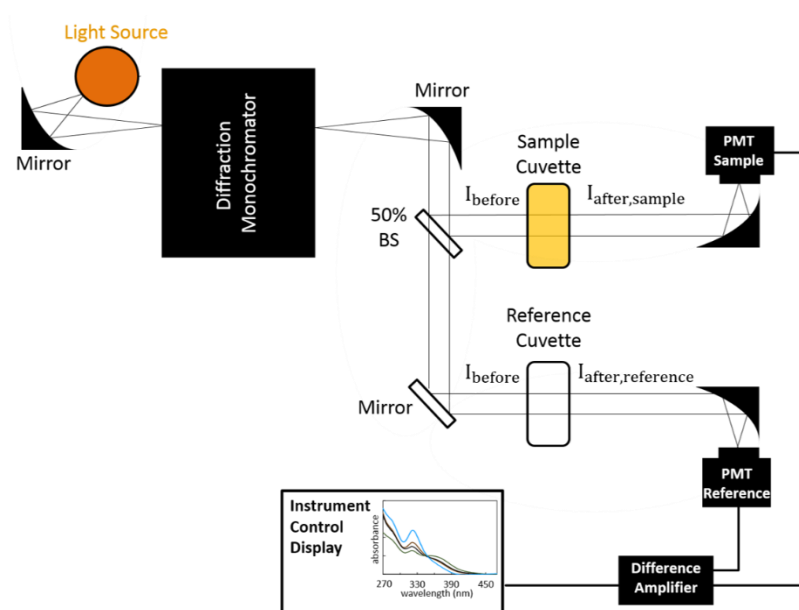 Light Source
Mirror
Diffraction
Monochromator
Mirror
50%
BS
Sample
Cuvette
I_before
I_after,sample
PMT
Sample
Reference
Cuvette
I_before
I_after,reference
Mirror
PMT
Reference
Instrument
Control
Display
absorbance
270 330 390 450
wavelength (nm)
Difference
Amplifier